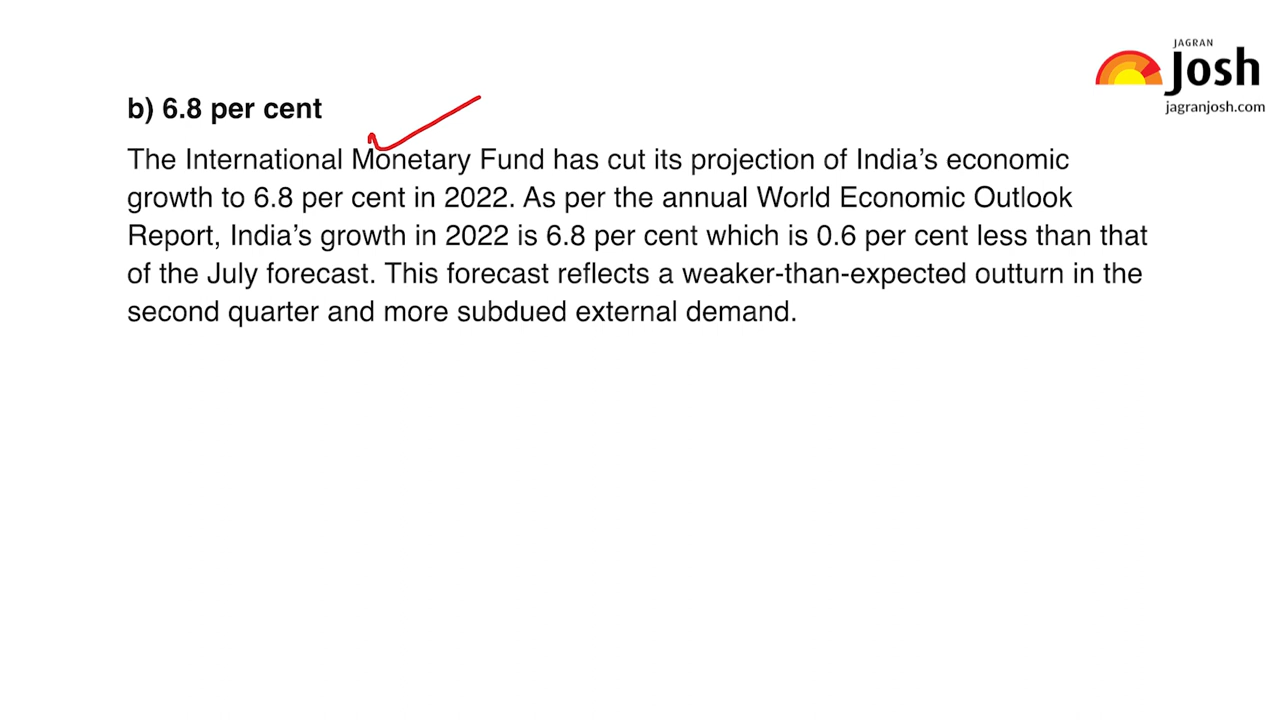 JAGRAN
Josh
jagranjosh.com
b) 6.8 per cent
The International Monetary Fund has cut its projection of India’s economic
growth to 6.8 per cent in 2022. As per the annual World Economic Outlook
Report, India’s growth in 2022 is 6.8 per cent which is 0.6 per cent less than that
of the July forecast. This forecast reflects a weaker-than-expected outturn in the
second quarter and more subdued external demand.